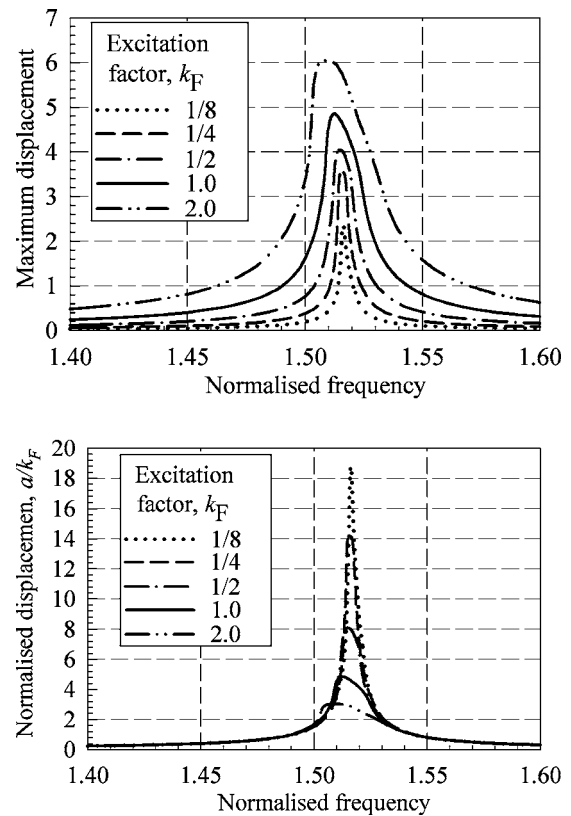 7
6
5
4
3
2
1
0
Maximum displacement
Excitation
factor, kF
1/8
1/4
1/2
1.0
2.0
1.40 1.45 1.50 1.55 1.60
Normalised frequency
20
18
16
14
12
10
8
6
4
2
0
Normalised displacemen, a/kF
Excitation
factor, kF
1/8
1/4
1/2
1.0
2.0
1.40 1.45 1.50 1.55 1.60
Normalised frequency